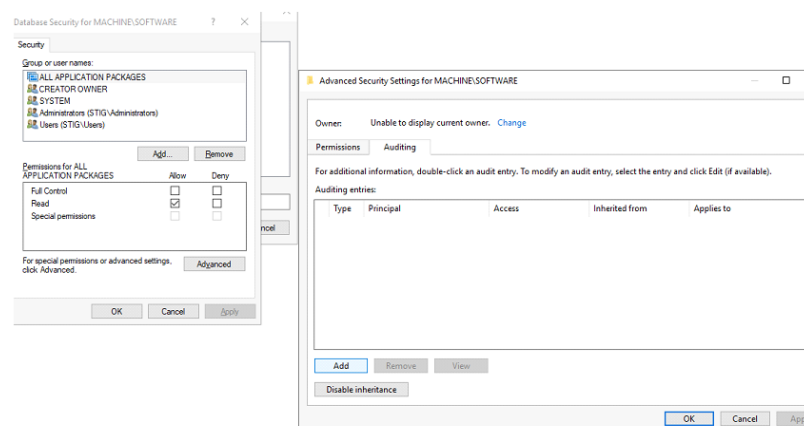 Database Security for MACHINE\SOFTWARE
Security
Group or user names:
ALL APPLICATION PACKAGES
CREATOR OWNER
SYSTEM
Administrators (STIG\Administrators)
Users (STIG\Users)
Add... Remove
Permissions for ALL
APPLICATION PACKAGES Allow Deny
Full Control
Read
Special permissions
For special permissions or advanced settings,
click Advanced.
Advanced
OK Cancel Apply
ncel
Advanced Security Settings for MACHINE\SOFTWARE
Owner: Unable to display current owner. Change
Permissions Auditing
For additional information, double-click an audit entry. To modify an audit entry, select the entry and click Edit (if available).
Auditing entries:
Type Principal Access Inherited from Applies to
Add Remove View
Disable inheritance
OK Cancel App